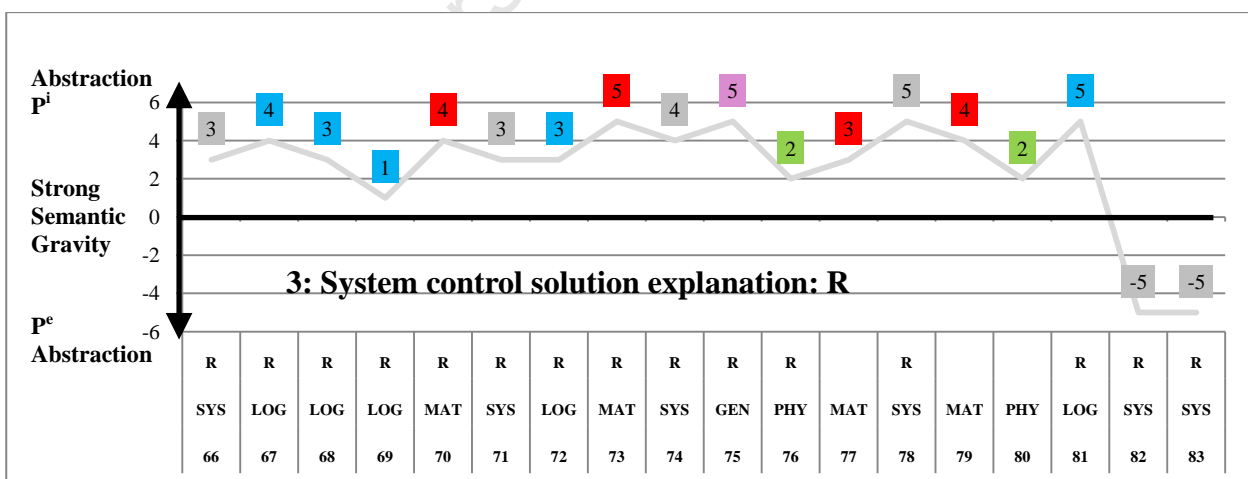 rs
Abstraction
Pⁱ
Strong
Semantic
Gravity
Pᵉ
Abstraction
6
4
2
0
-2
-4
-6
3 4 3 1 4 3 3 5 4 5 2 3 5 4 2 5 -5 -5
3: System control solution explanation: R
R R R R R R R R R R R R R R R
SYS LOG LOG LOG MAT SYS LOG MAT SYS GEN PHY MAT SYS MAT PHY LOG SYS SYS
66 67 68 69 70 71 72 73 74 75 76 77 78 79 80 81 82 83